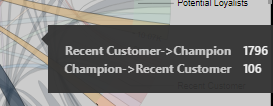 Potential Loyalists
Recent Customer->Champion 1796
Champion->Recent Customer 106